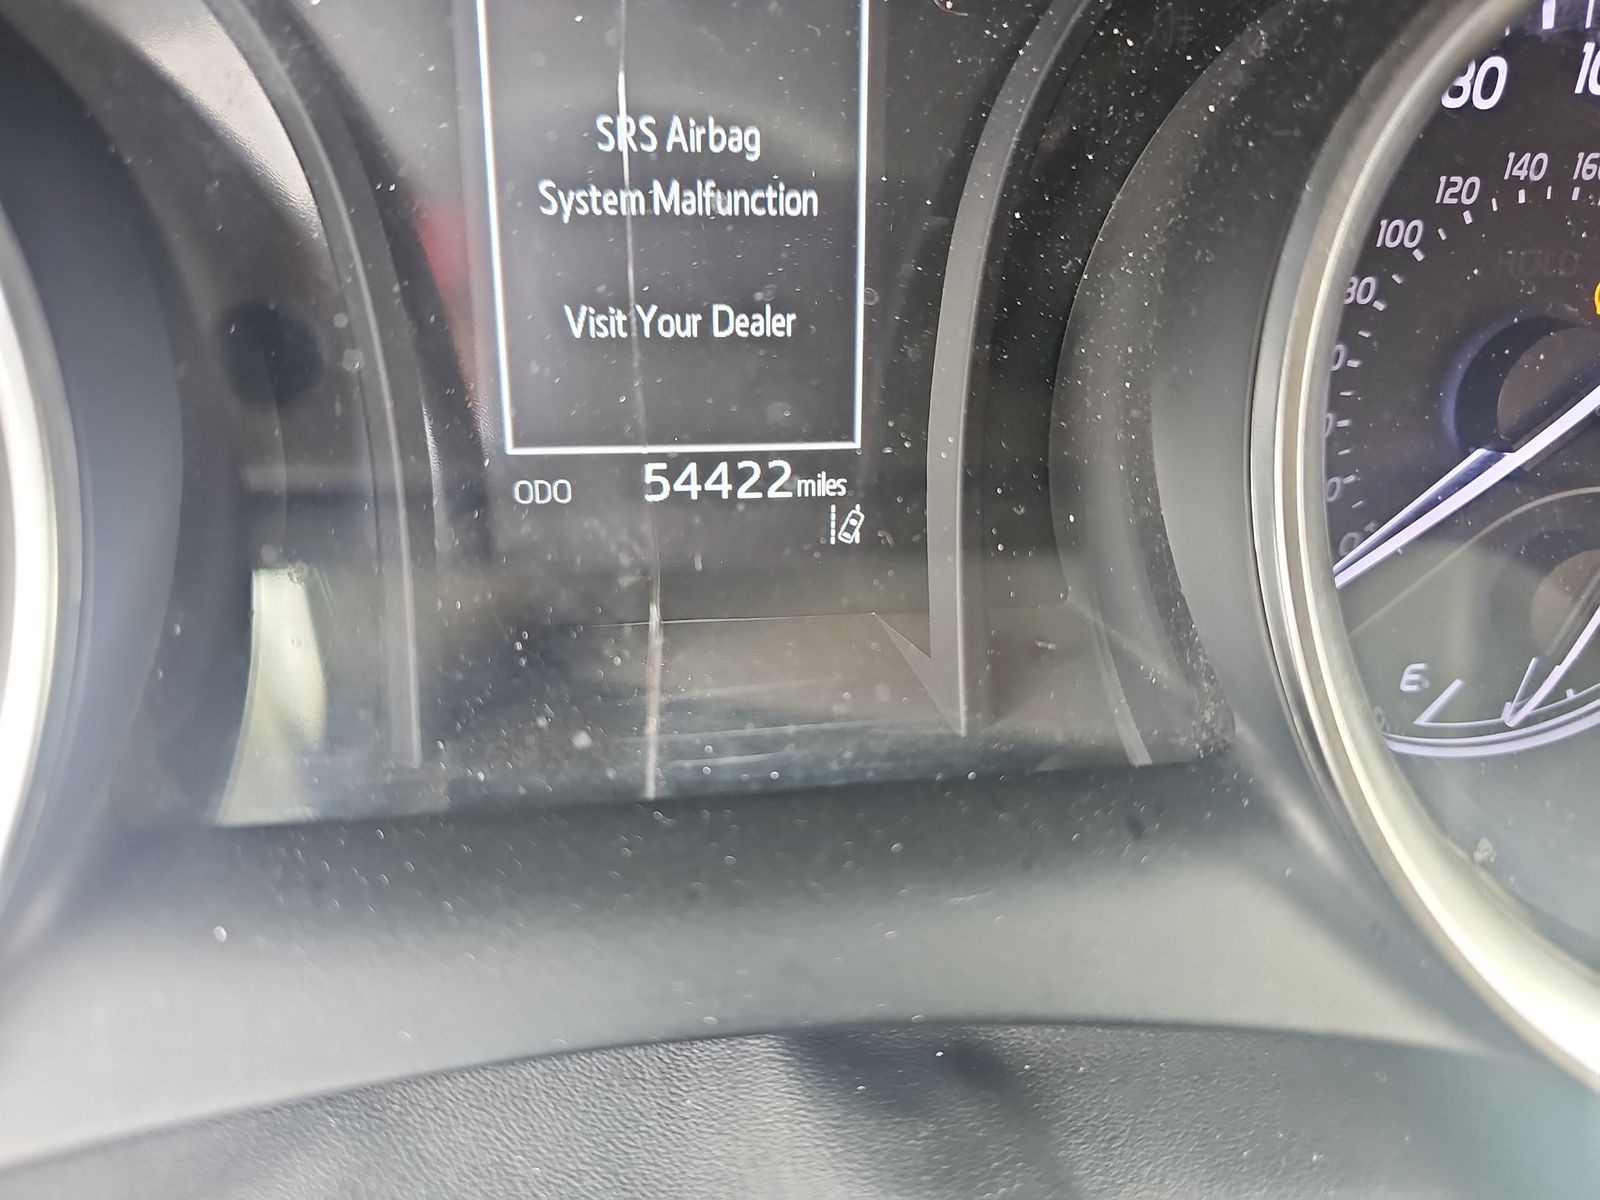 SRS Airbag
System Malfunction
Visit Your Dealer
ODO 54422 miles
80
120 140
100
E